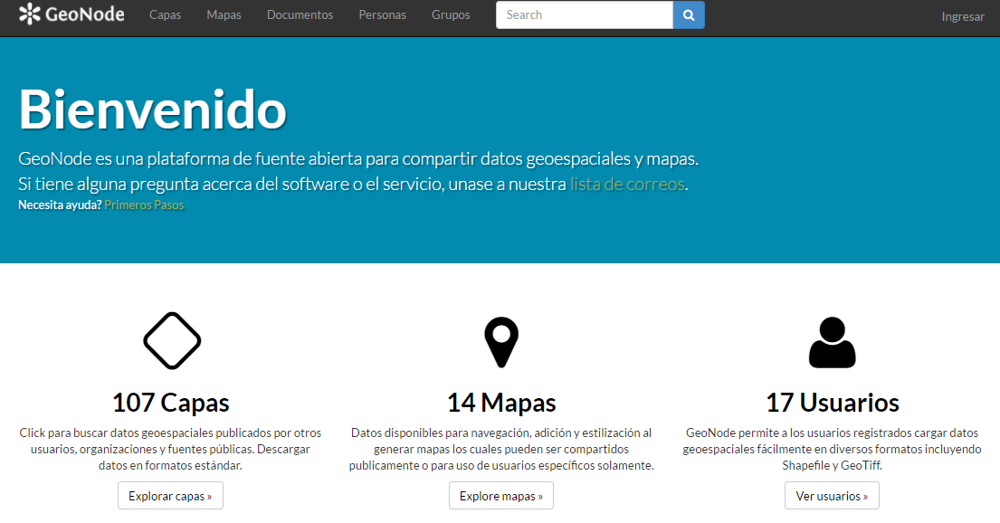 GeoNode Capas Mapas Documentos Personas Grupos Search Ingresar
Bienvenido
GeoNode es una plataforma de fuente abierta para compartir datos geoespaciales y mapas.
Si tiene alguna pregunta acerca del software o el servicio, unase a nuestra lista de correos.
Necesita ayuda? Primeros Pasos
107 Capas
Click para buscar datos geoespaciales publicados por otros
usuarios, organizaciones y fuentes públicas. Descargar
datos en formatos estándar.
Explorar capas »
14 Mapas
Datos disponibles para navegación, adición y estilización al
generar mapas los cuales pueden ser compartidos
publicamente o para uso de usuarios específicos solamente.
Explore mapas »
17 Usuarios
GeoNode permite a los usuarios registrados cargar datos
geoespaciales fácilmente en diversos formatos incluyendo
Shapefile y GeoTiff.
Ver usuarios »